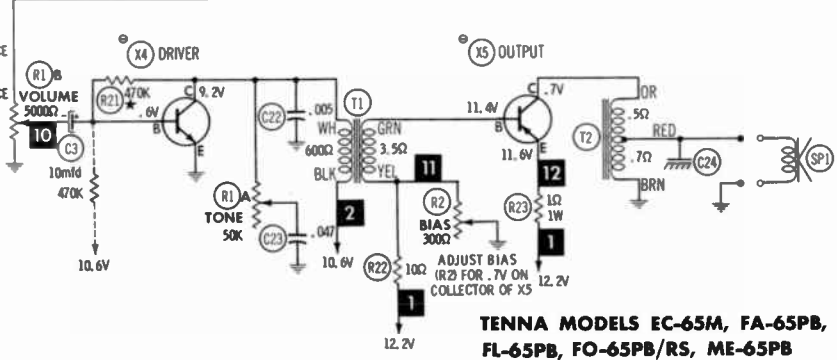 CE
CE
R1 B
VOLUME
5000Ω
10
C3
10mfd
470K
10.6V
⊖
X4 DRIVER
470K
R21
★
.6V
B
C
9.2V
E
R1 A
TONE
50K
C22
.005
C23
.047
T1
WH
600Ω
BLK
GRN
3.5Ω
YEL
2
10.6V
11
R22
10Ω
1
12.2V
R2
BIAS
300Ω
ADJUST BIAS
(R2) FOR .7V ON
COLLECTOR OF X5
⊖
X5 OUTPUT
11.4V
B
C
.7V
11.6V
E
12
R23
1Ω
1W
1
12.2V
T2
OR
.5Ω
RED
.7Ω
BRN
C24
SP1
TENNA MODELS EC-65M, FA-65PB,
FL-65PB, FO-65PB/RS, ME-65PB